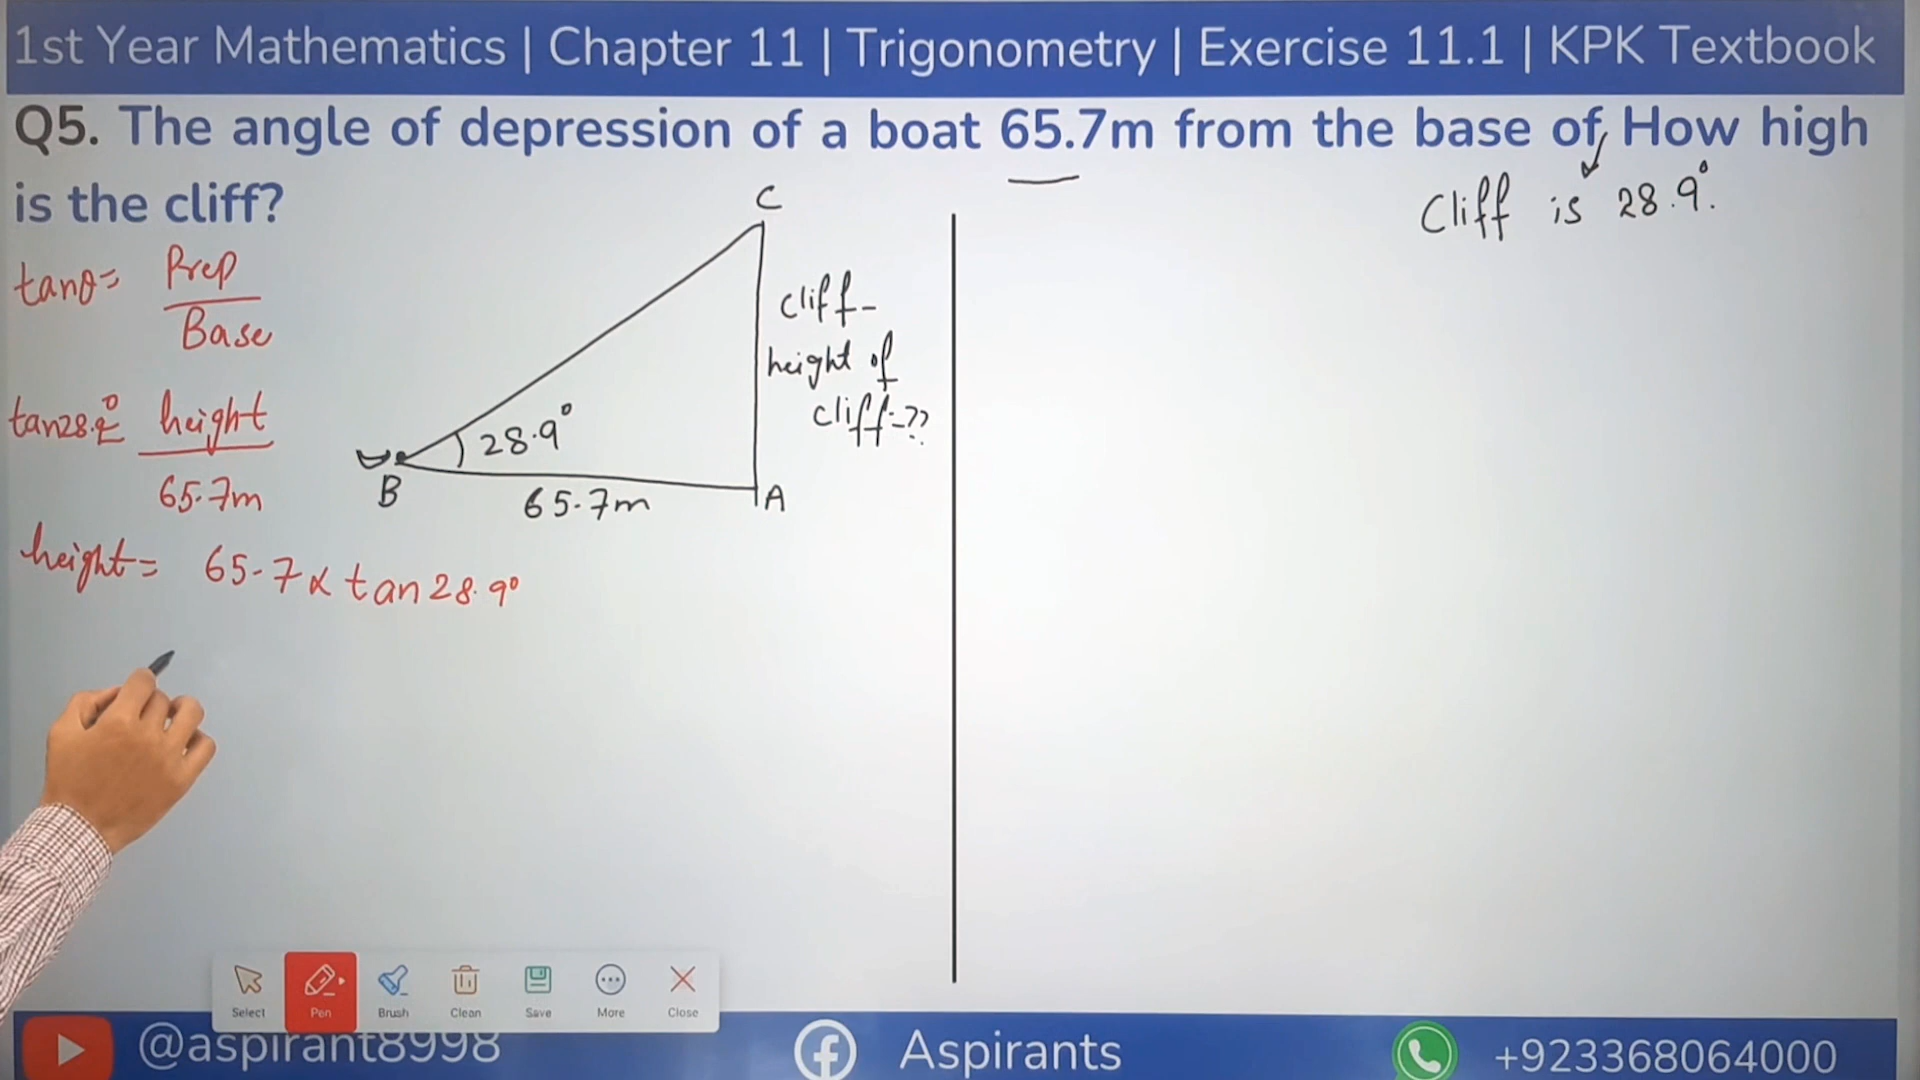 1st Year Mathematics | Chapter 11 | Trigonometry | Exercise 11.1 | KPK Textbook
Q5. The angle of depression of a boat 65.7m from the base of, How high
is the cliff?
Cliff is 28.9°.
tanθ= Prep
Base
tan28.9° height
65.7m
height= 65.7 x tan28.9°
C
cliff-
height of
cliff-??
28.9°
B
65.7m
A
Select
Pen
Brush
Clean
Save
More
Close
@aspirant8998
Aspirants
+923368064000